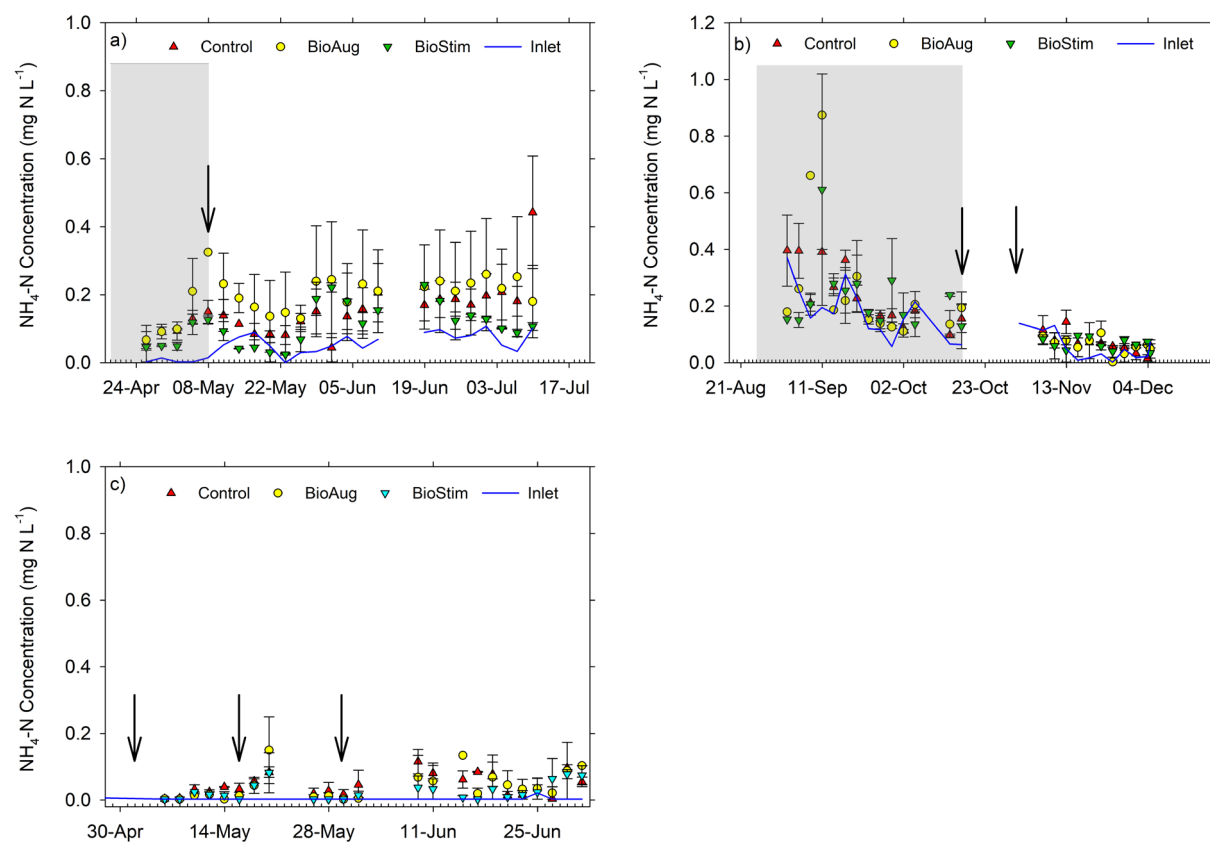 a) Control BioAug BioStim Inlet
NH₄-N Concentration (mg N L⁻¹)
1.0
0.8
0.6
0.4
0.2
0.0
24-Apr 08-May 22-May 05-Jun 19-Jun 03-Jul 17-Jul
b) Control BioAug BioStim Inlet
NH₄-N Concentration (mg N L⁻¹)
1.2
1.0
0.8
0.6
0.4
0.2
0.0
21-Aug 11-Sep 02-Oct 23-Oct 13-Nov 04-Dec
c) Control BioAug BioStim Inlet
NH₄-N Concentration (mg N L⁻¹)
1.0
0.8
0.6
0.4
0.2
0.0
30-Apr 14-May 28-May 11-Jun 25-Jun